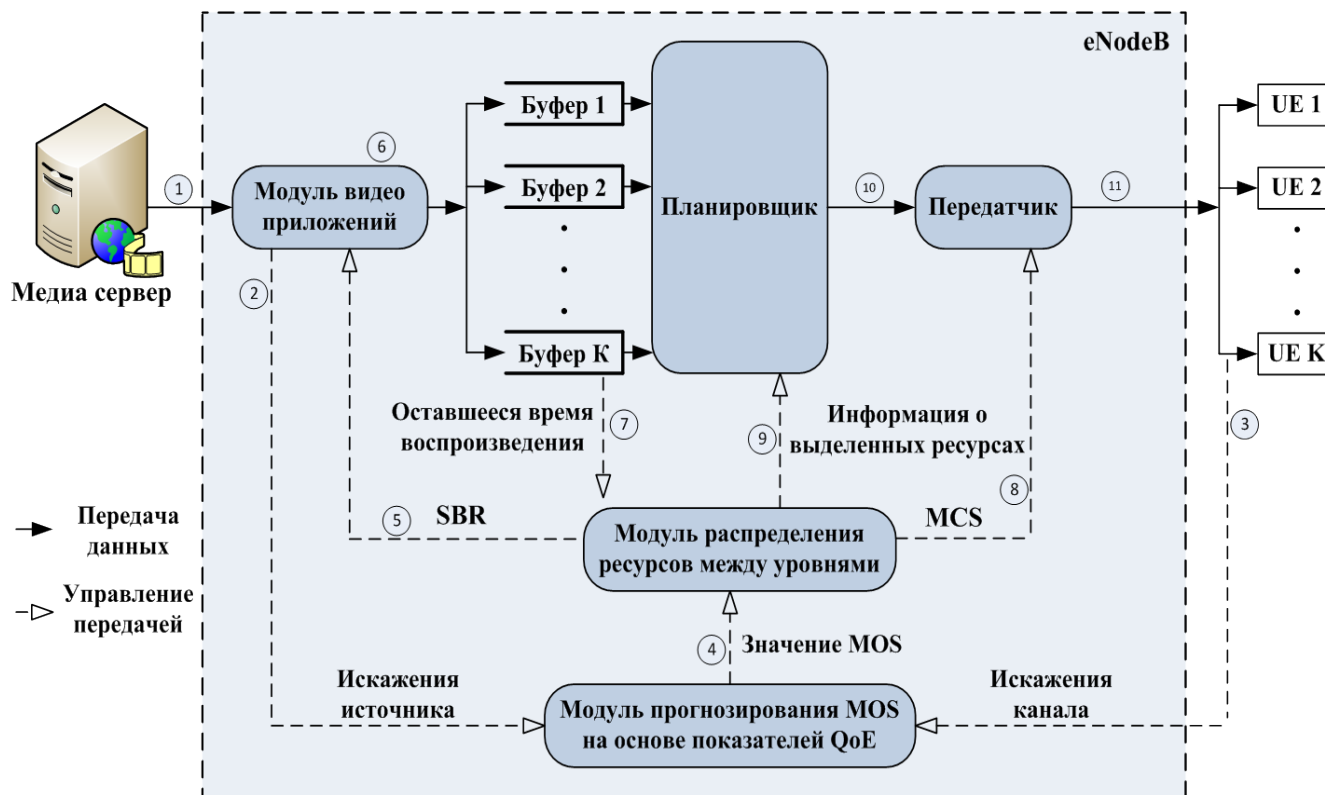 eNodeB
Медиа сервер
1
6
Модуль видео
приложений
2
Буфер 1
Буфер 2
Буфер К
Планировщик
10
Передатчик
11
UE 1
UE 2
UE K
3
Оставшееся время
воспроизведения
7
9
Информация о
выделенных ресурсах
8
5
SBR
MCS
Модуль распределения
ресурсов между уровнями
Передача
данных
Управление
передачей
4
Значение MOS
Искажения
источника
Модуль прогнозирования MOS
на основе показателей QoE
Искажения
канала